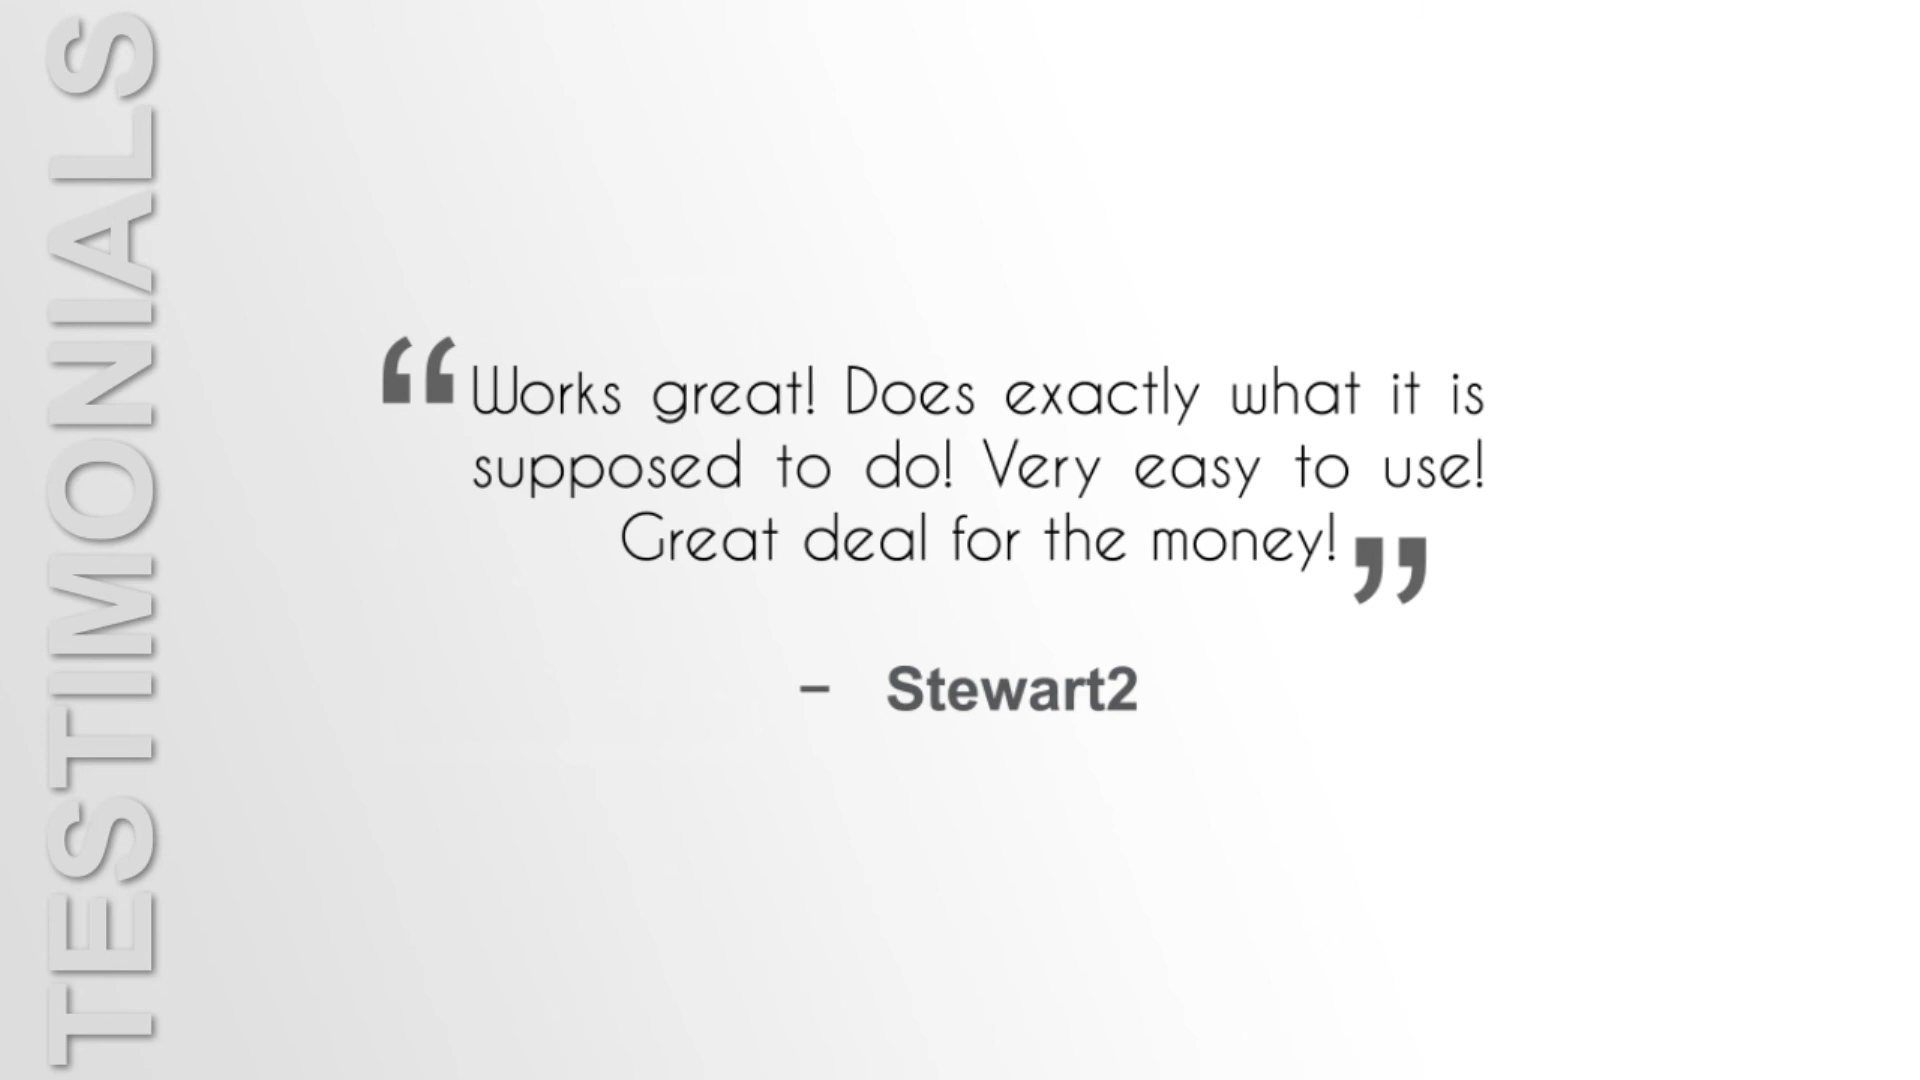 TESTIMONIALS
“Works great! Does exactly what it is
supposed to do! Very easy to use!
Great deal for the money!”
– Stewart2